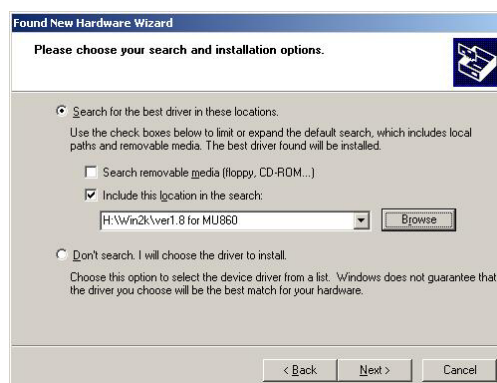 Found New Hardware Wizard
Please choose your search and installation options.
Search for the best driver in these locations.
Use the check boxes below to limit or expand the default search, which includes local
paths and removable media. The best driver found will be installed.
Search removable media (floppy, CD-ROM...)
Include this location in the search:
H:\Win2k\ver1.8 for MU860
Browse
Don't search. I will choose the driver to install.
Choose this option to select the device driver from a list. Windows does not guarantee that
the driver you choose will be the best match for your hardware.
< Back
Next >
Cancel